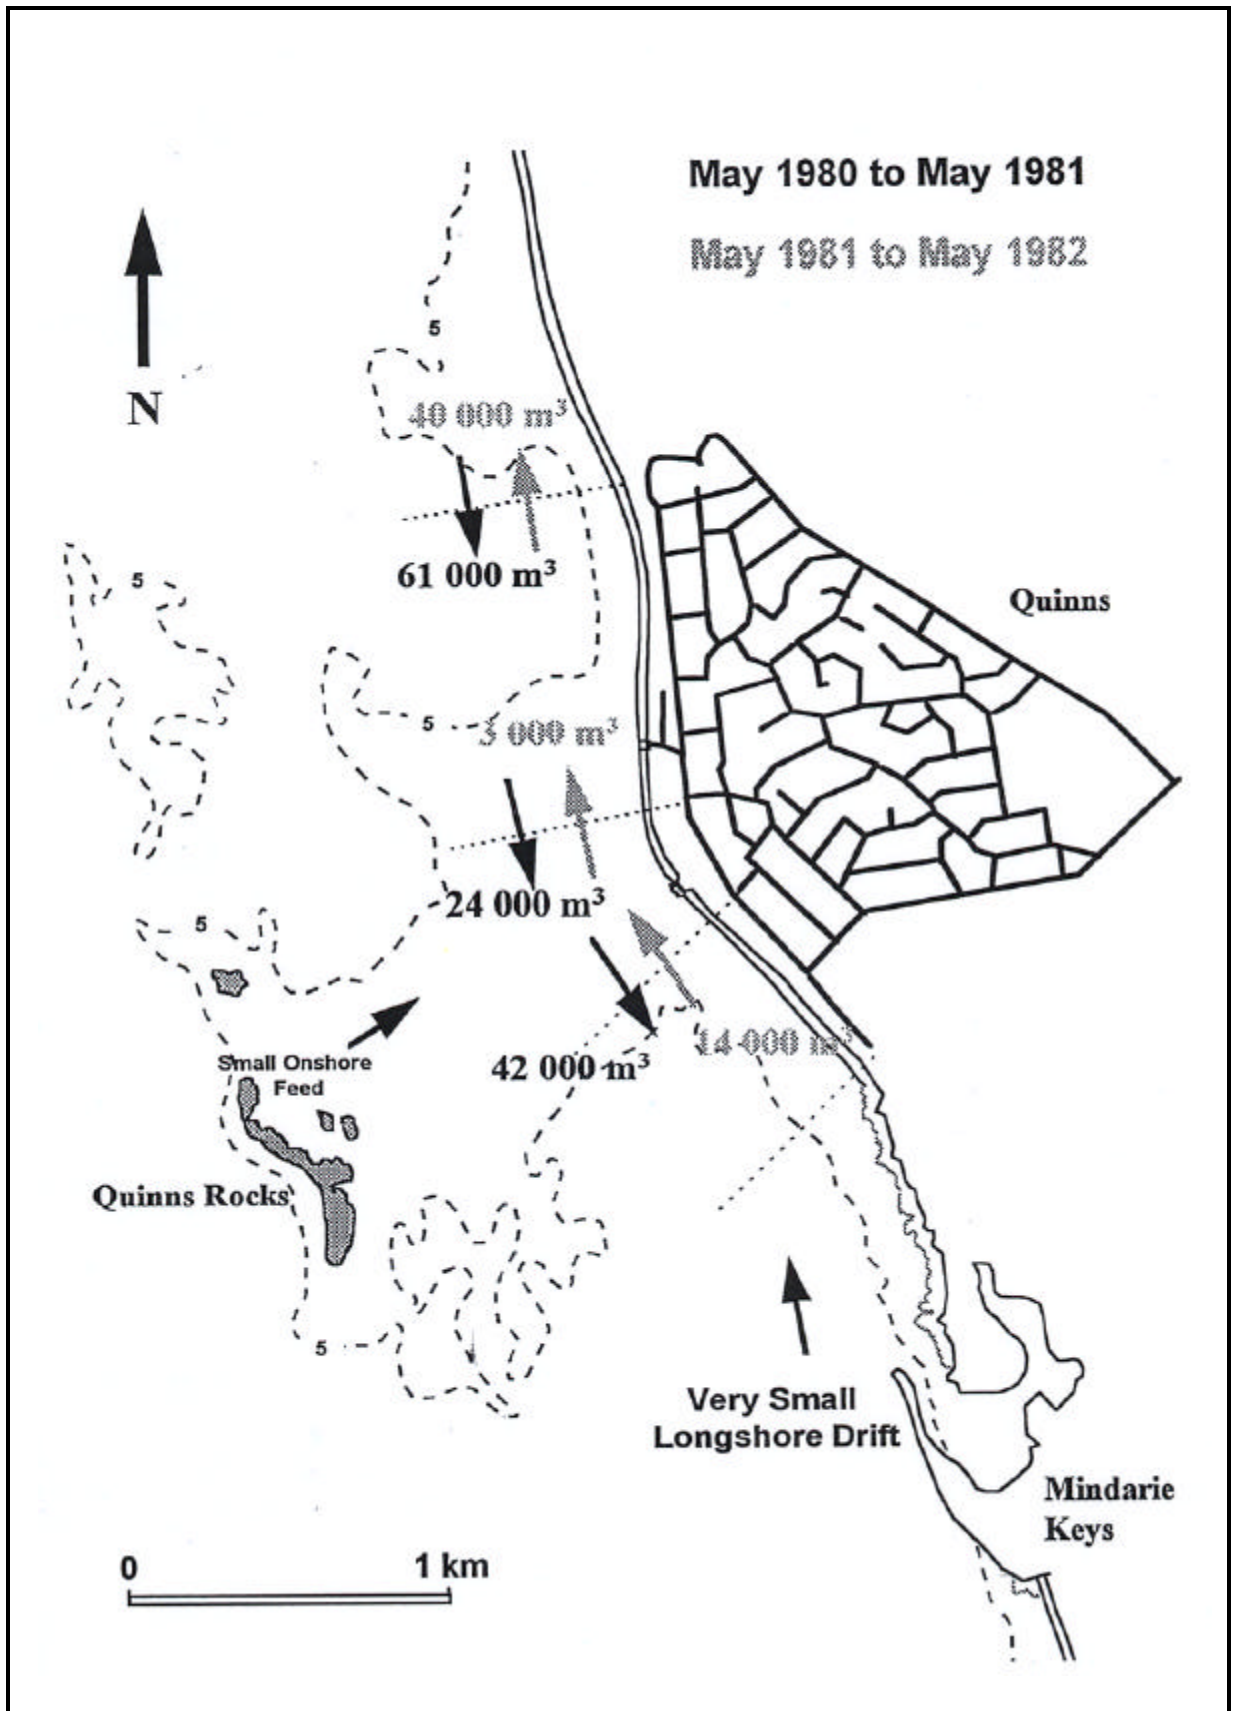 May 1980 to May 1981
May 1981 to May 1982
N
5
40 000 m³
61 000 m³
5
Quinns
5
3 000 m³
24 000 m³
5
14 000 m³
42 000 m³
Small Onshore
Feed
Quinns Rocks
5
Very Small
Longshore Drift
Mindarie
Keys
0
1 km